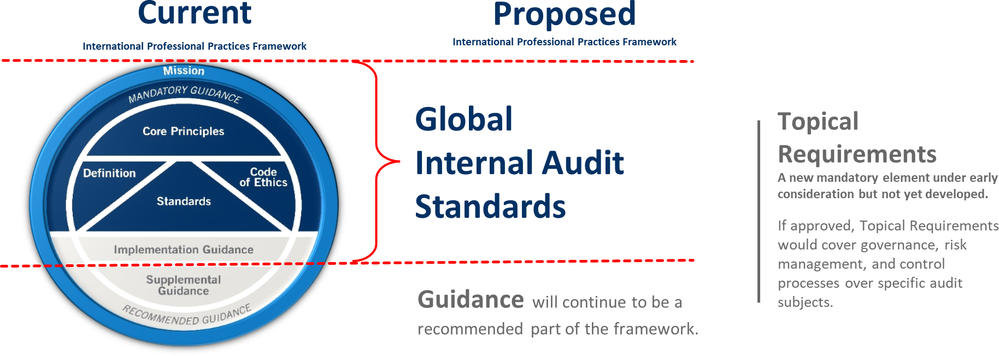 Current
International Professional Practices Framework
Mission
MANDATORY GUIDANCE
Core Principles
Definition
Code
of Ethics
Standards
Implementation Guidance
Supplemental
Guidance
RECOMMENDED GUIDANCE
Proposed
International Professional Practices Framework
Global
Internal Audit
Standards
Guidance will continue to be a
recommended part of the framework.
Topical
Requirements
A new mandatory element under early
consideration but not yet developed.
If approved, Topical Requirements
would cover governance, risk
management, and control
processes over specific audit
subjects.